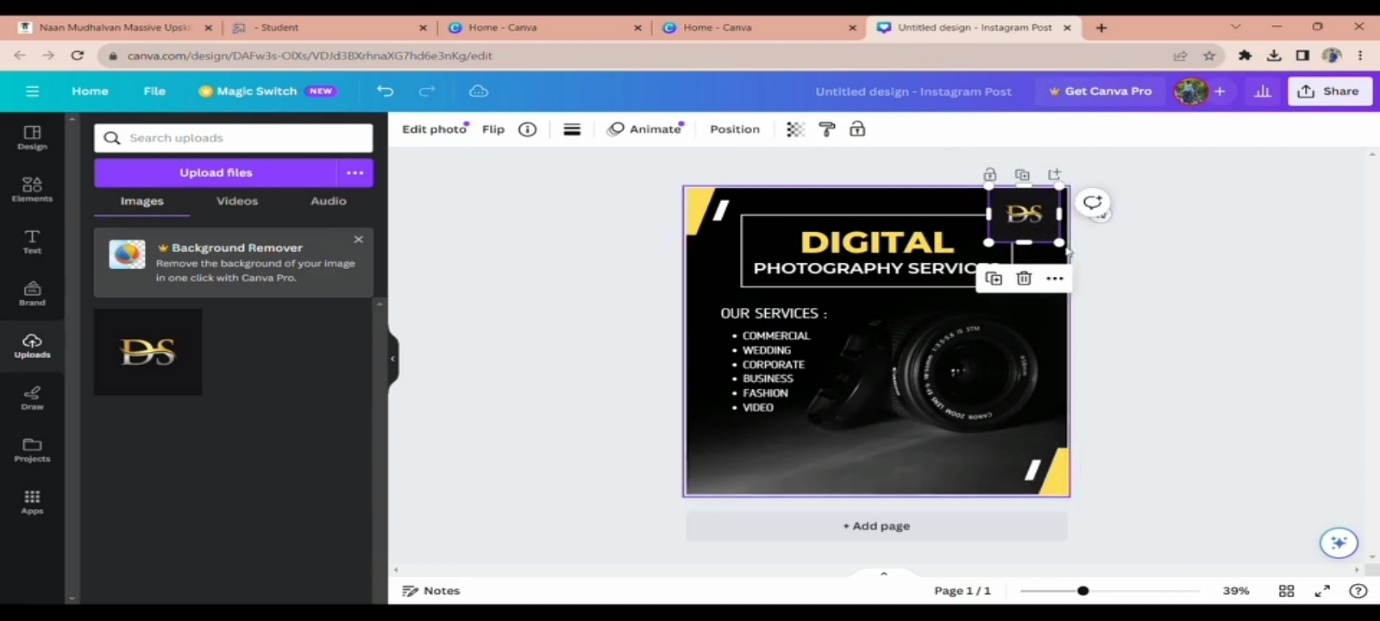 Naan Mudhalvan Massive Upski
- Student
Home - Canva
Home - Canva
Untitled design - Instagram Post
canva.com/design/DAFw3s-OlXs/VDJd3BXrhnaXG7hd6e3nKg/edit
Home
File
Magic Switch NEW
Untitled design - Instagram Post
Get Canva Pro
Share
Design
Elements
Text
Brand
Uploads
Draw
Projects
Apps
Search uploads
Upload files
Images
Videos
Audio
Background Remover
Remove the background of your image
in one click with Canva Pro.
DS
Edit photo
Flip
Animate
Position
DS
DIGITAL
PHOTOGRAPHY SERVIC
OUR SERVICES :
• COMMERCIAL
• WEDDING
• CORPORATE
• BUSINESS
• FASHION
• VIDEO
CANON ZOOM LENS
+ Add page
Notes
Page 1 / 1
39%